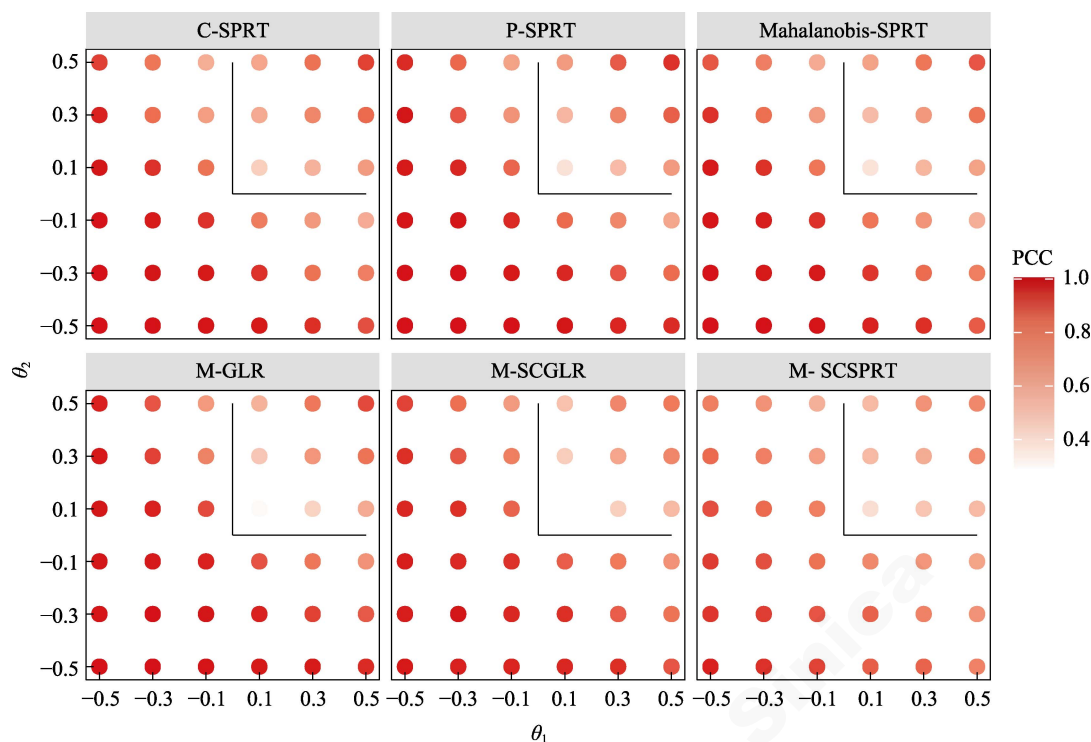 C-SPRT P-SPRT Mahalanobis-SPRT
0.5
0.3
0.1
−0.1
−0.3
−0.5
PCC
1.0
0.8
0.6
0.4
θ2
M-GLR M-SCGLR M- SCSPRT
0.5
0.3
0.1
−0.1
−0.3
−0.5
−0.5 −0.3 −0.1 0.1 0.3 0.5 −0.5 −0.3 −0.1 0.1 0.3 0.5 −0.5 −0.3 −0.1 0.1 0.3 0.5
θ1
Sinica